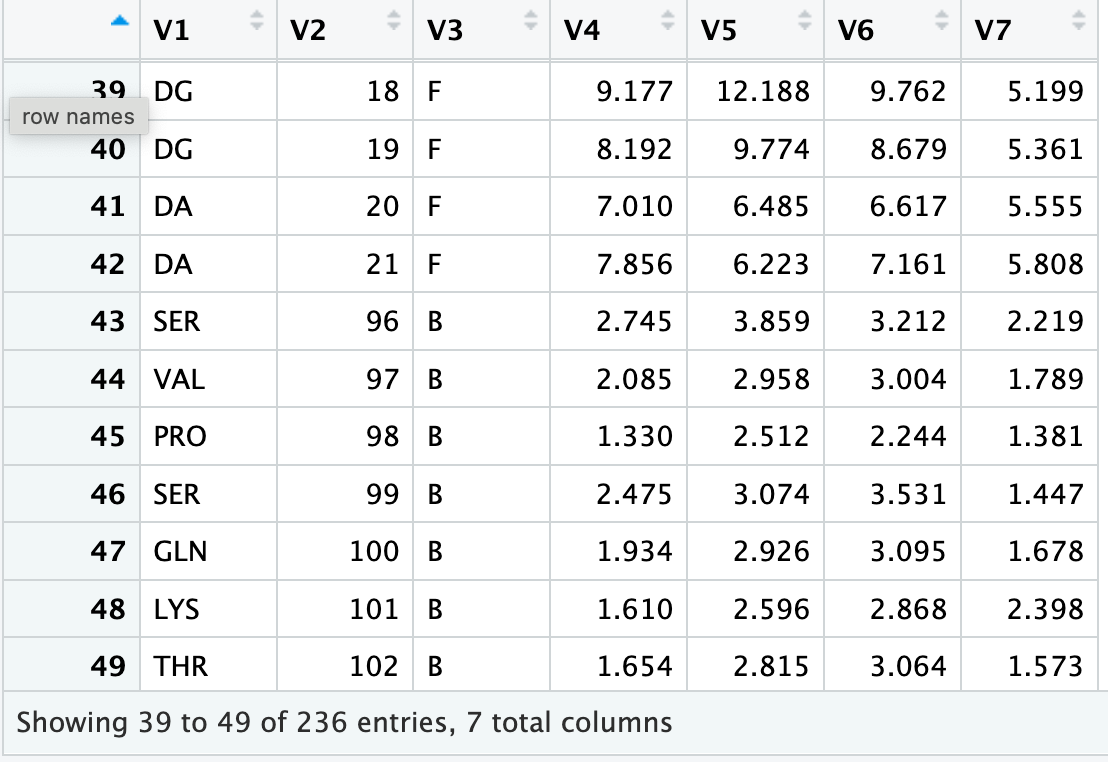 V1 V2 V3 V4 V5 V6 V7
39 DG 18 F 9.177 12.188 9.762 5.199
row names
40 DG 19 F 8.192 9.774 8.679 5.361
41 DA 20 F 7.010 6.485 6.617 5.555
42 DA 21 F 7.856 6.223 7.161 5.808
43 SER 96 B 2.745 3.859 3.212 2.219
44 VAL 97 B 2.085 2.958 3.004 1.789
45 PRO 98 B 1.330 2.512 2.244 1.381
46 SER 99 B 2.475 3.074 3.531 1.447
47 GLN 100 B 1.934 2.926 3.095 1.678
48 LYS 101 B 1.610 2.596 2.868 2.398
49 THR 102 B 1.654 2.815 3.064 1.573
Showing 39 to 49 of 236 entries, 7 total columns